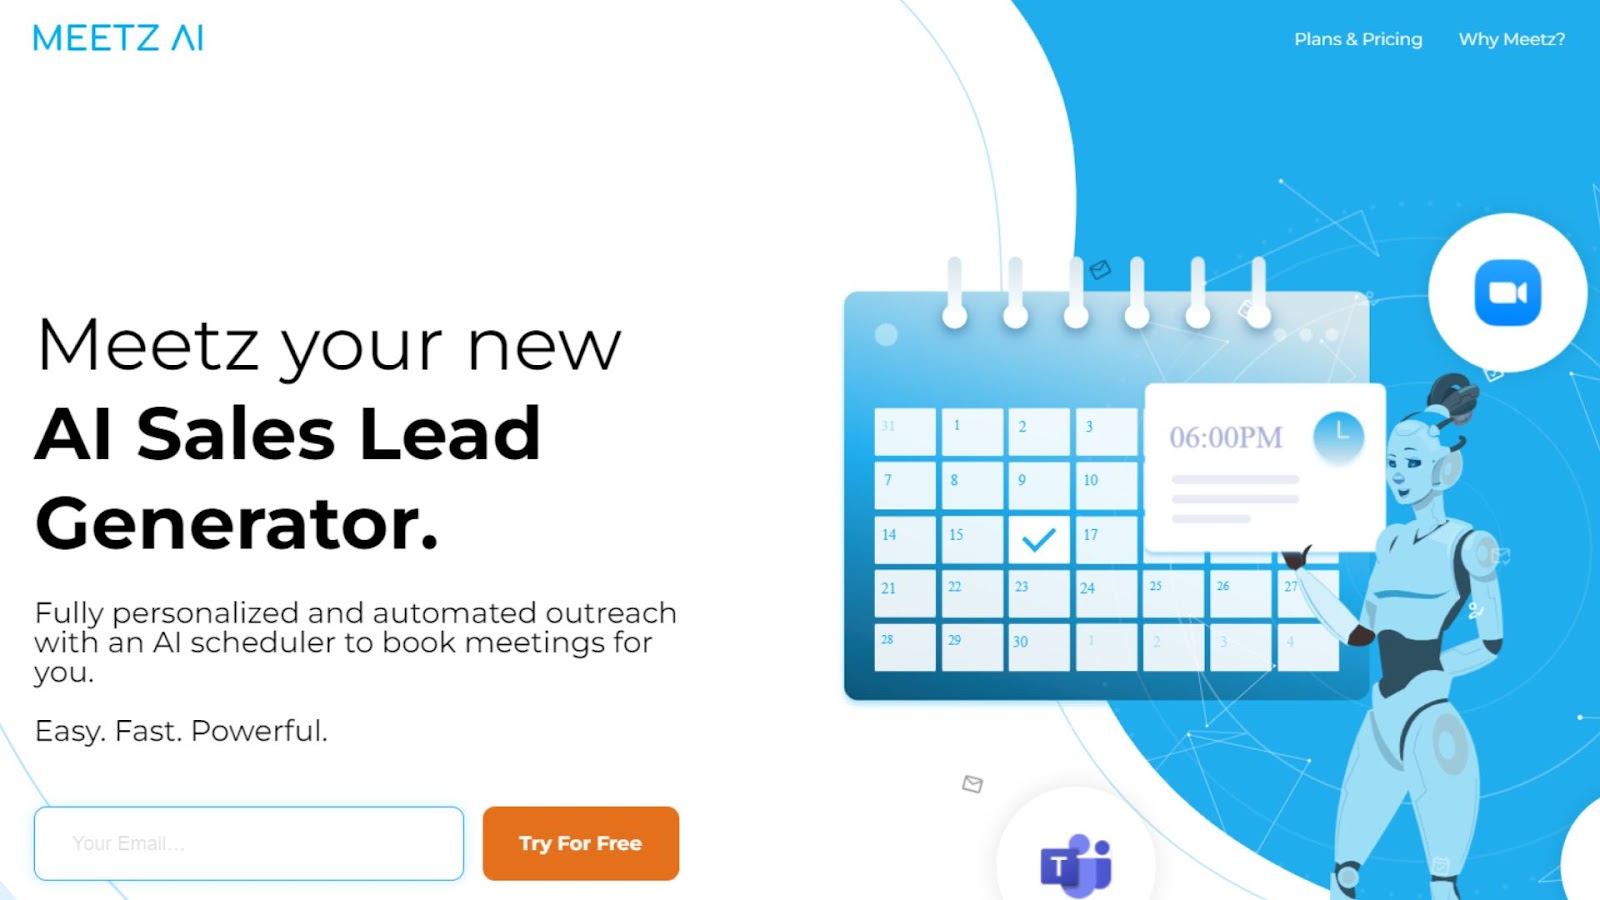 MEETZ AI
Plans & Pricing
Why Meetz?
Meetz your new
AI Sales Lead
Generator.
Fully personalized and automated outreach
with an AI scheduler to book meetings for
you.
Easy. Fast. Powerful.
Your Email...
Try For Free
06:00PM
31 1 2 3
7 8 9 10
14 15 17
21 22 23 24 25 26 27
28 29 30 1 2 3 4
T